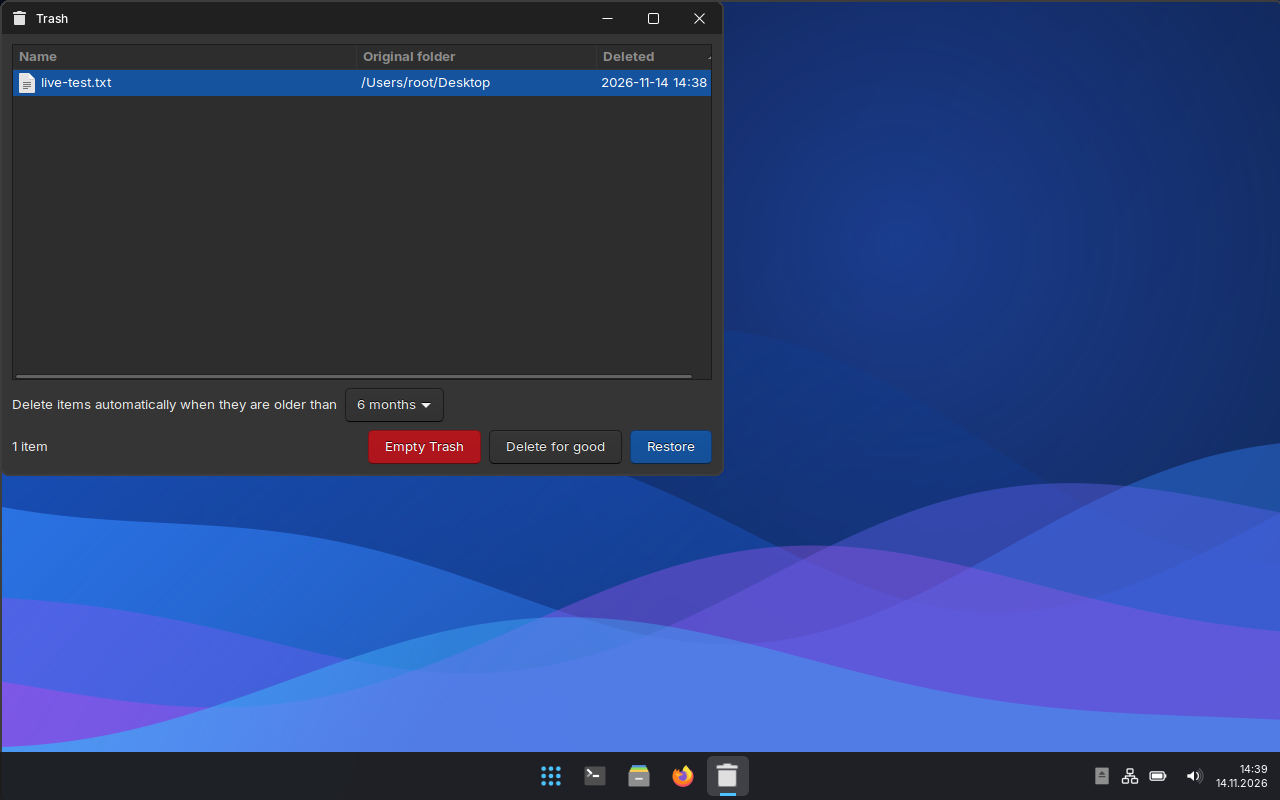 Trash
Name Original folder Deleted
live-test.txt /Users/root/Desktop 2026-11-14 14:38
Delete items automatically when they are older than 6 months
1 item Empty Trash Delete for good Restore
14:39
14.11.2026